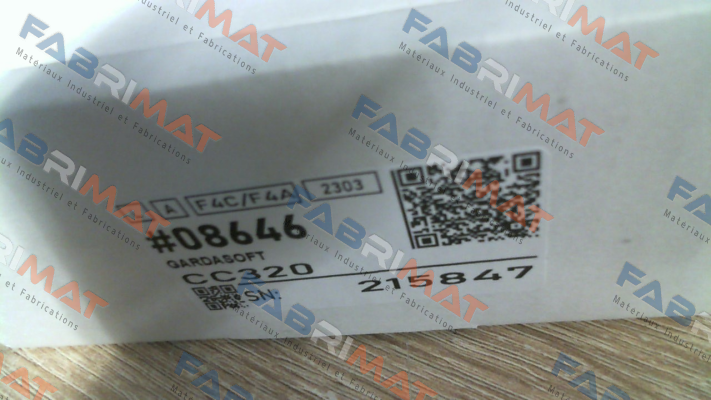 A F4C/F4A 2303
#08646
GARDASOFT
CC320
SN: 215847
FABRIMAT
Materiaux Industriel et Fabrications